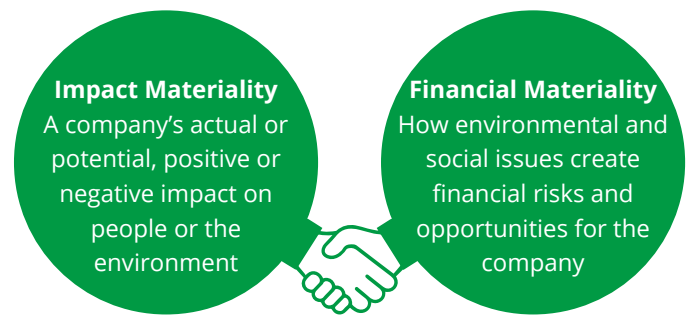 Impact Materiality
A company’s actual or
potential, positive or
negative impact on
people or the
environment
Financial Materiality
How environmental and
social issues create
financial risks and
opportunities for the
company